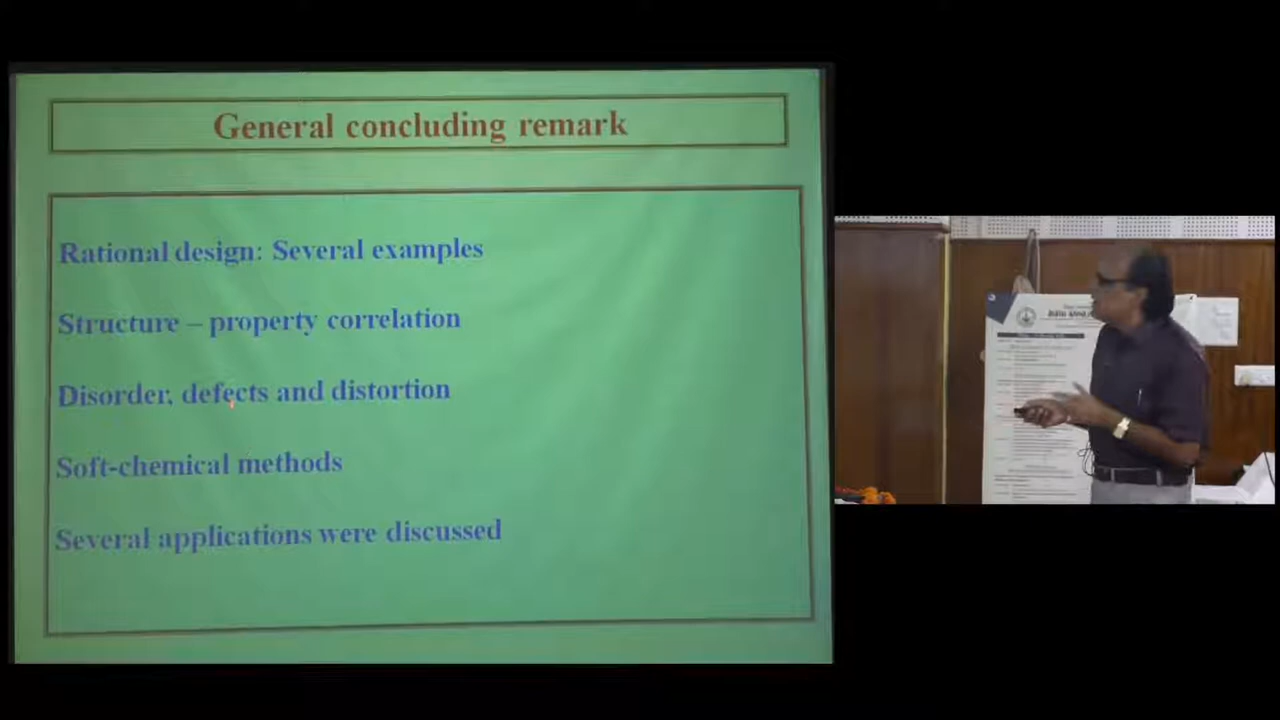 General concluding remark
Rational design: Several examples
Structure – property correlation
Disorder, defects and distortion
Soft-chemical methods
Several applications were discussed